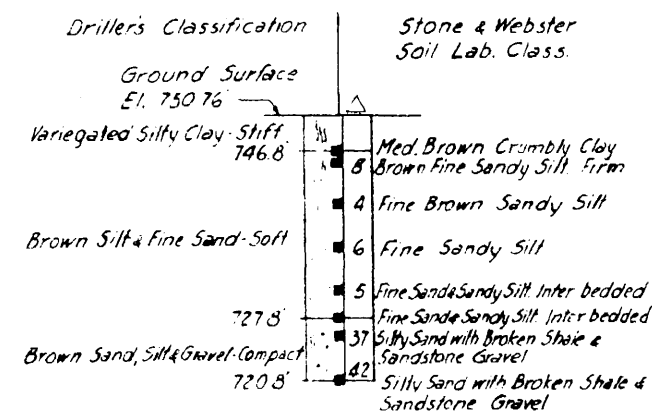 Driller's Classification
Stone & Webster
Soil Lab. Class.
Ground Surface
El. 750.76'
Variegated Silty Clay-Stiff
746.8'
Med. Brown Crumbly Clay
8 Brown Fine Sandy Silt. Firm
4 Fine Brown Sandy Silt
Brown Silt & Fine Sand-Soft
6 Fine Sandy Silt
5 Fine Sand & Sandy Silt. Inter bedded
727.8'
Fine Sand & Sandy Silt. Inter bedded
37 Silty Sand with Broken Shale &
Sandstone Gravel
Brown Sand, Silt & Gravel-Compact
42
720.8'
Silty Sand with Broken Shale &
Sandstone Gravel